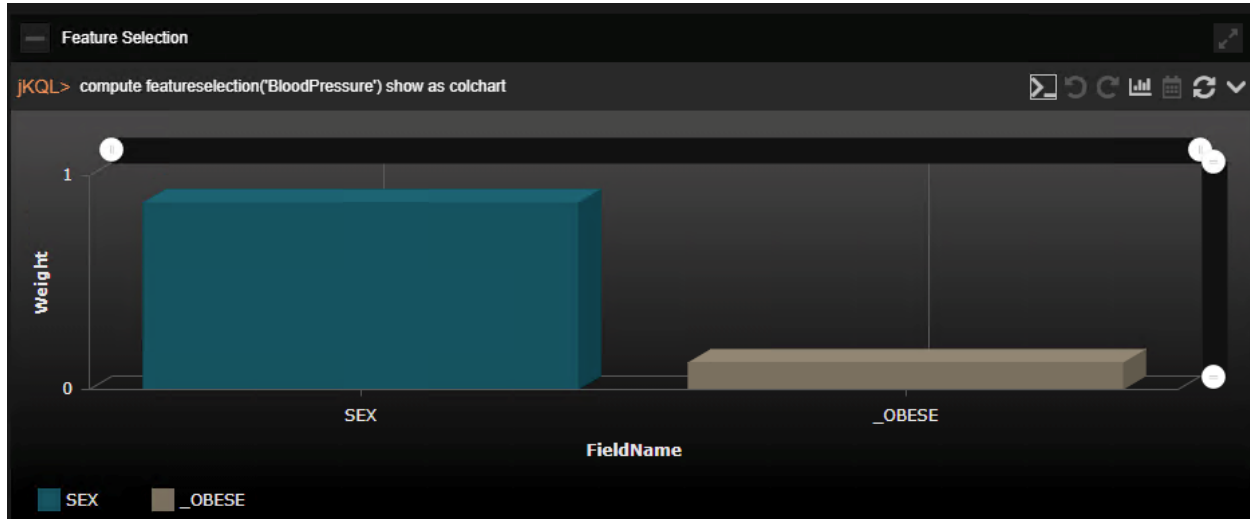 Feature Selection
jKQL> compute featureselection('BloodPressure') show as colchart
1
Weight
0
SEX
_OBESE
FieldName
SEX
_OBESE